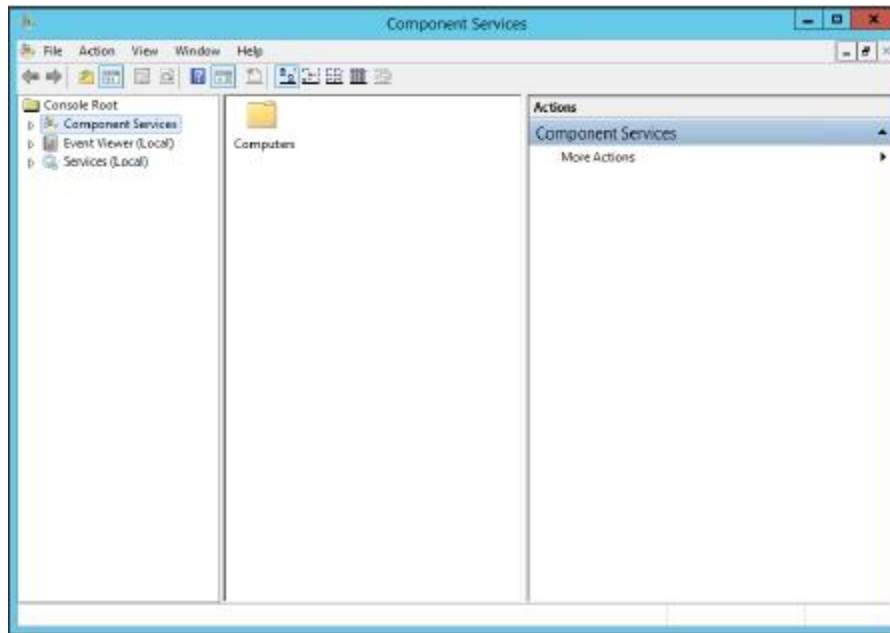 Component Services
File Action View Window Help
Console Root
Component Services
Event Viewer (Local)
Services (Local)
Computers
Actions
Component Services
More Actions